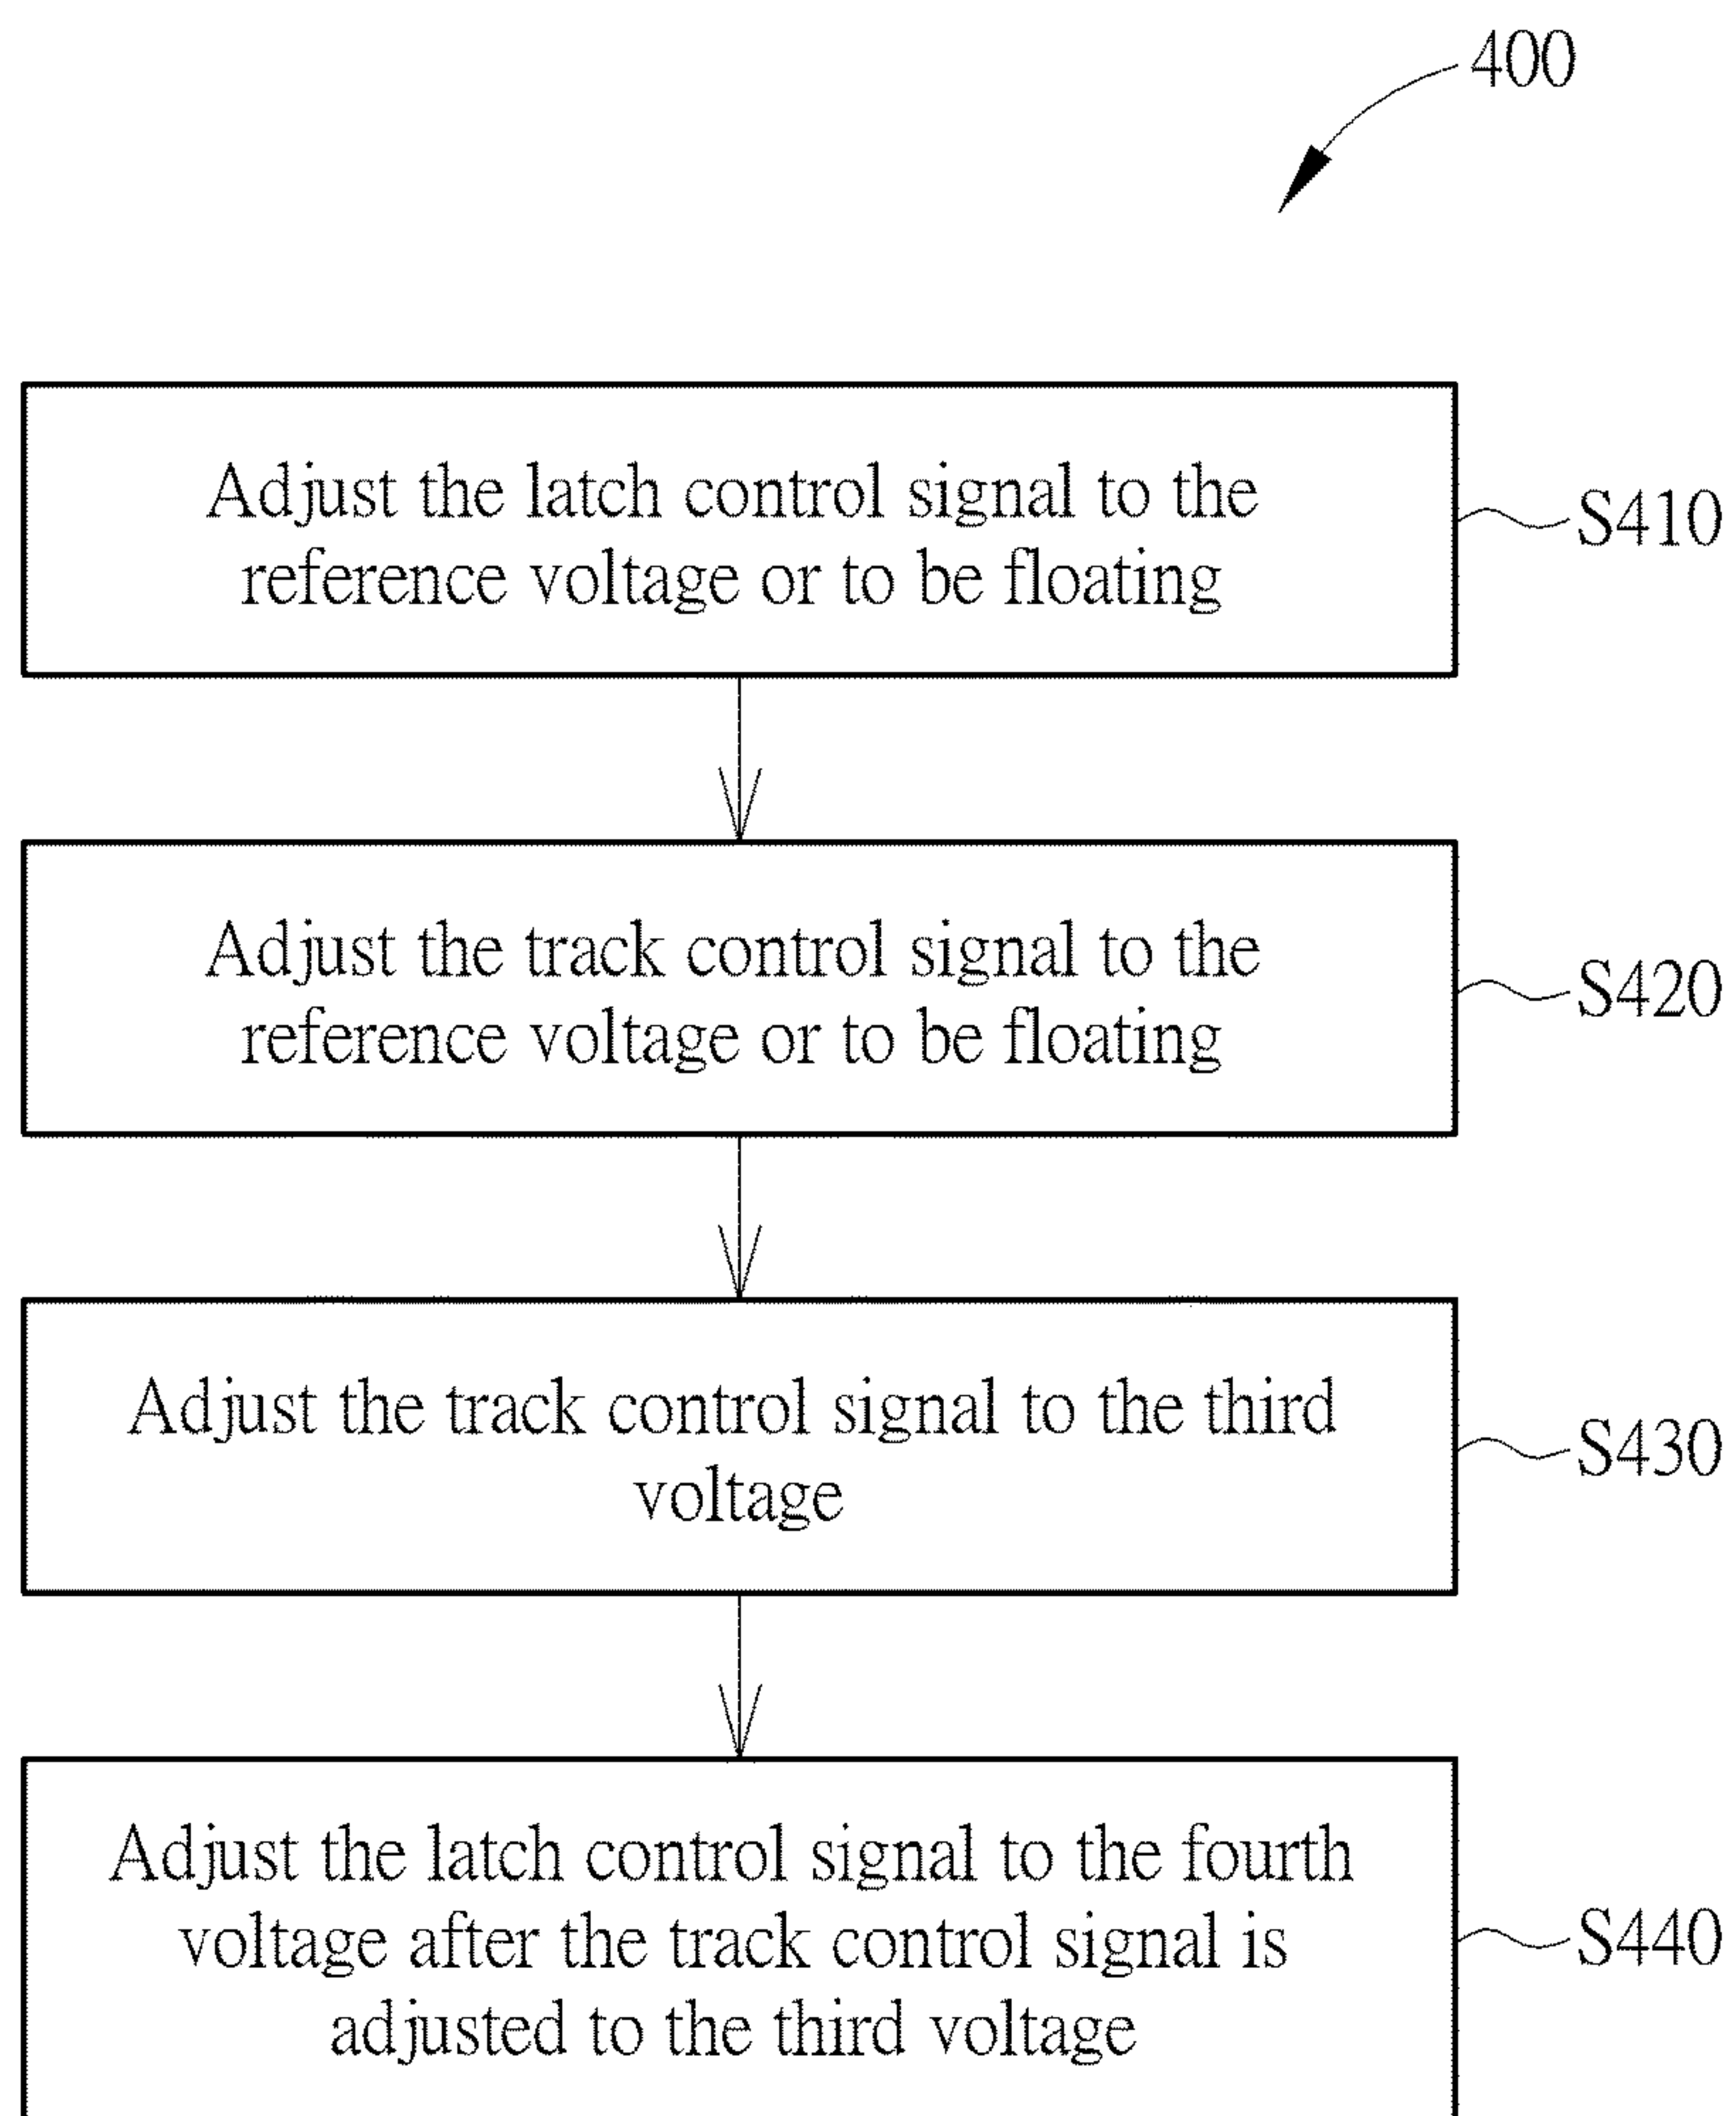 400
Adjust the latch control signal to the
reference voltage or to be floating
S410
Adjust the track control signal to the
reference voltage or to be floating
S420
Adjust the track control signal to the third
voltage
S430
Adjust the latch control signal to the fourth
voltage after the track control signal is
adjusted to the third voltage
S440